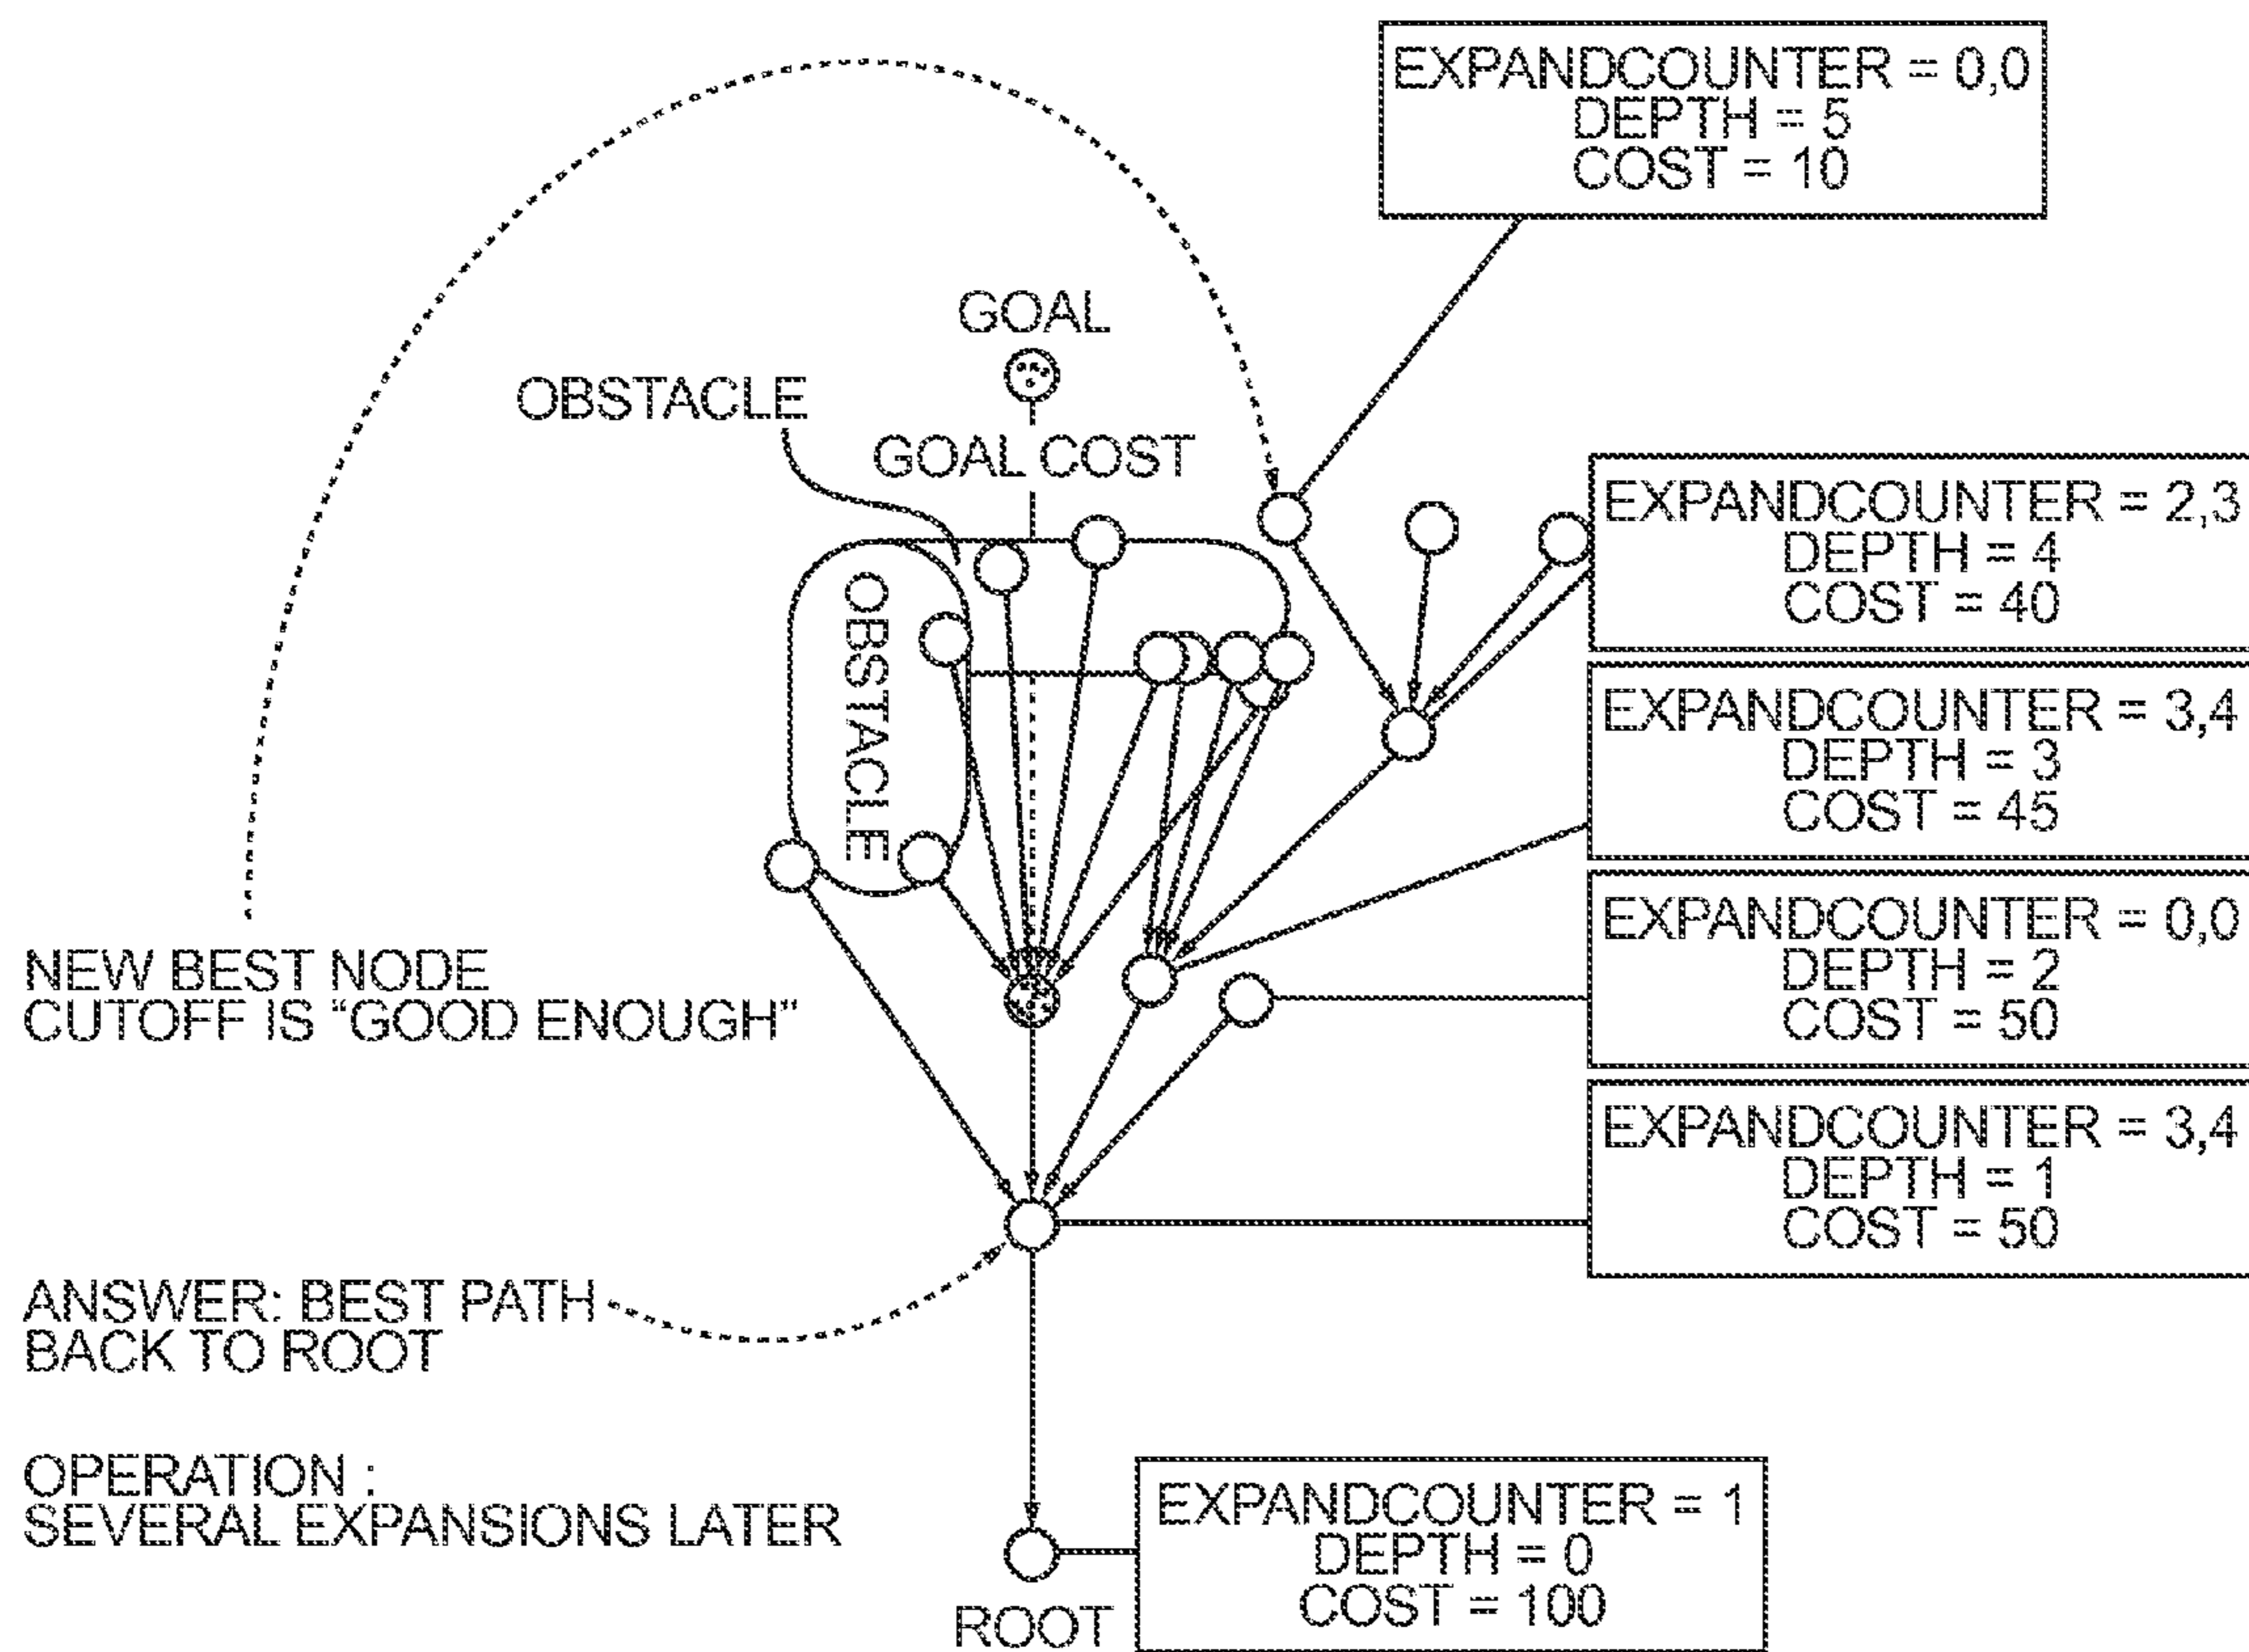 EXPANDCOUNTER = 0,0
DEPTH = 5
COST = 10
GOAL
OBSTACLE
GOAL COST
EXPANDCOUNTER = 2,3
DEPTH = 4
COST = 40
OBSTACLE
EXPANDCOUNTER = 3,4
DEPTH = 3
COST = 45
EXPANDCOUNTER = 0,0
DEPTH = 2
COST = 50
NEW BEST NODE
CUTOFF IS "GOOD ENOUGH"
EXPANDCOUNTER = 3,4
DEPTH = 1
COST = 50
ANSWER: BEST PATH
BACK TO ROOT
OPERATION :
SEVERAL EXPANSIONS LATER
EXPANDCOUNTER = 1
DEPTH = 0
COST = 100
ROOT